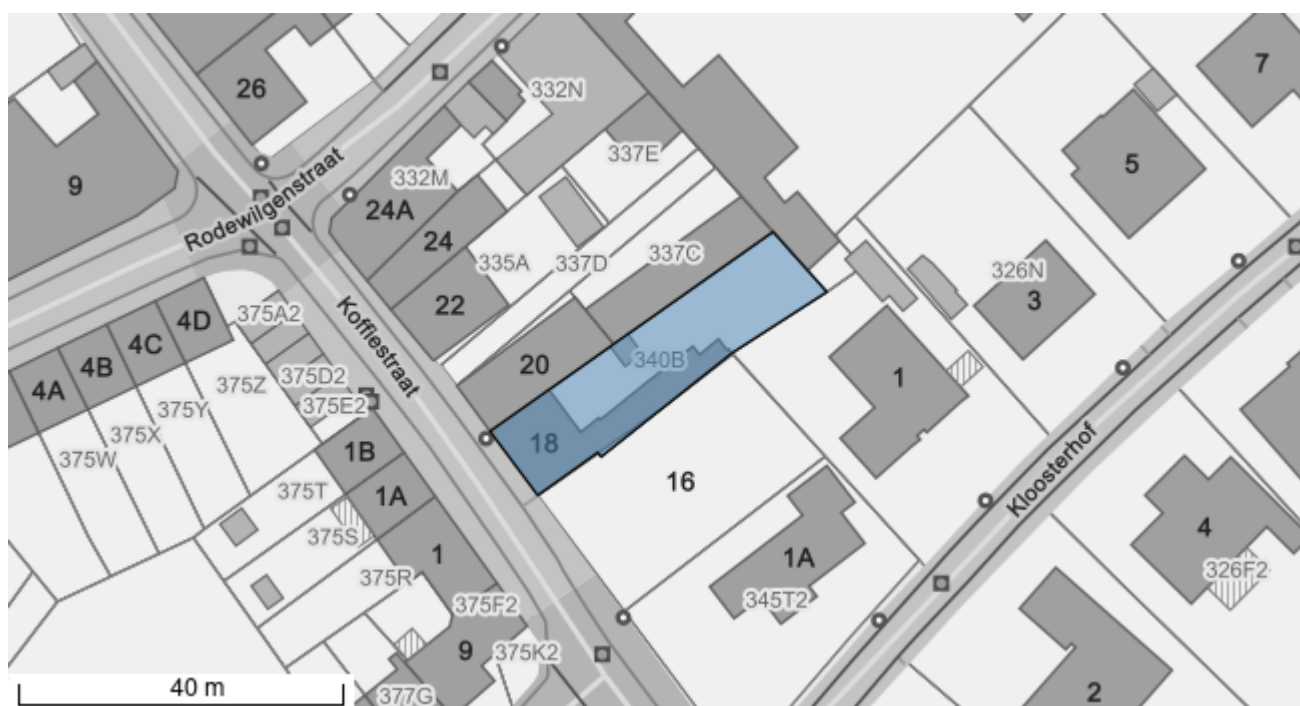 26
7
332N
5
337E
9
332M
Rodewilgenstraat
24A
24
337C
335A
337D
326N
3
22
375A2
4D
4C
Koffiestraat
4B
340B
20
4A
375D2
375Z
1
375E2
375Y
375X
375W
1B
18
Kloosterhof
16
375T
1A
375S
4
1
1A
326F2
375R
345T2
375F2
9
375K2
40 m
377G
2